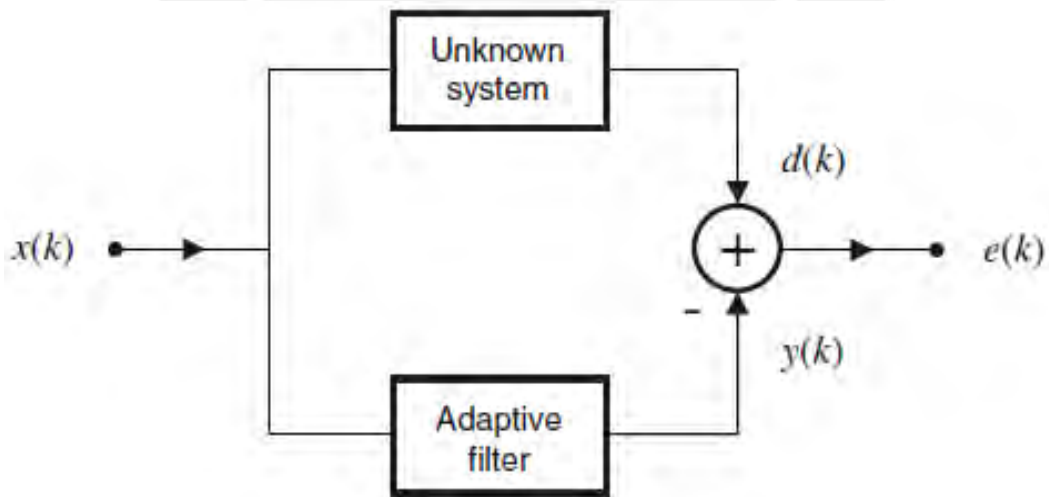 Unknown
system
d(k)
x(k)
+
e(k)
-
y(k)
Adaptive
filter